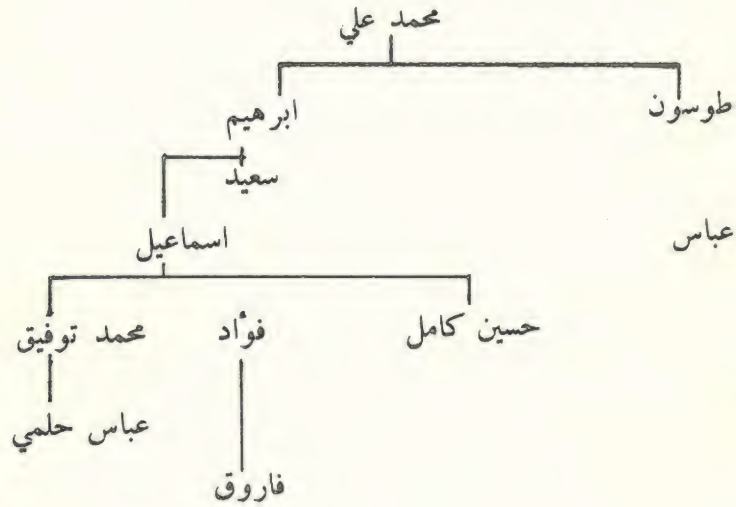 محمد علي
طوسون ابرهيم
سعيد
عباس اسماعيل
حسين كامل فؤاد محمد توفيق
عباس حلمي
فاروق